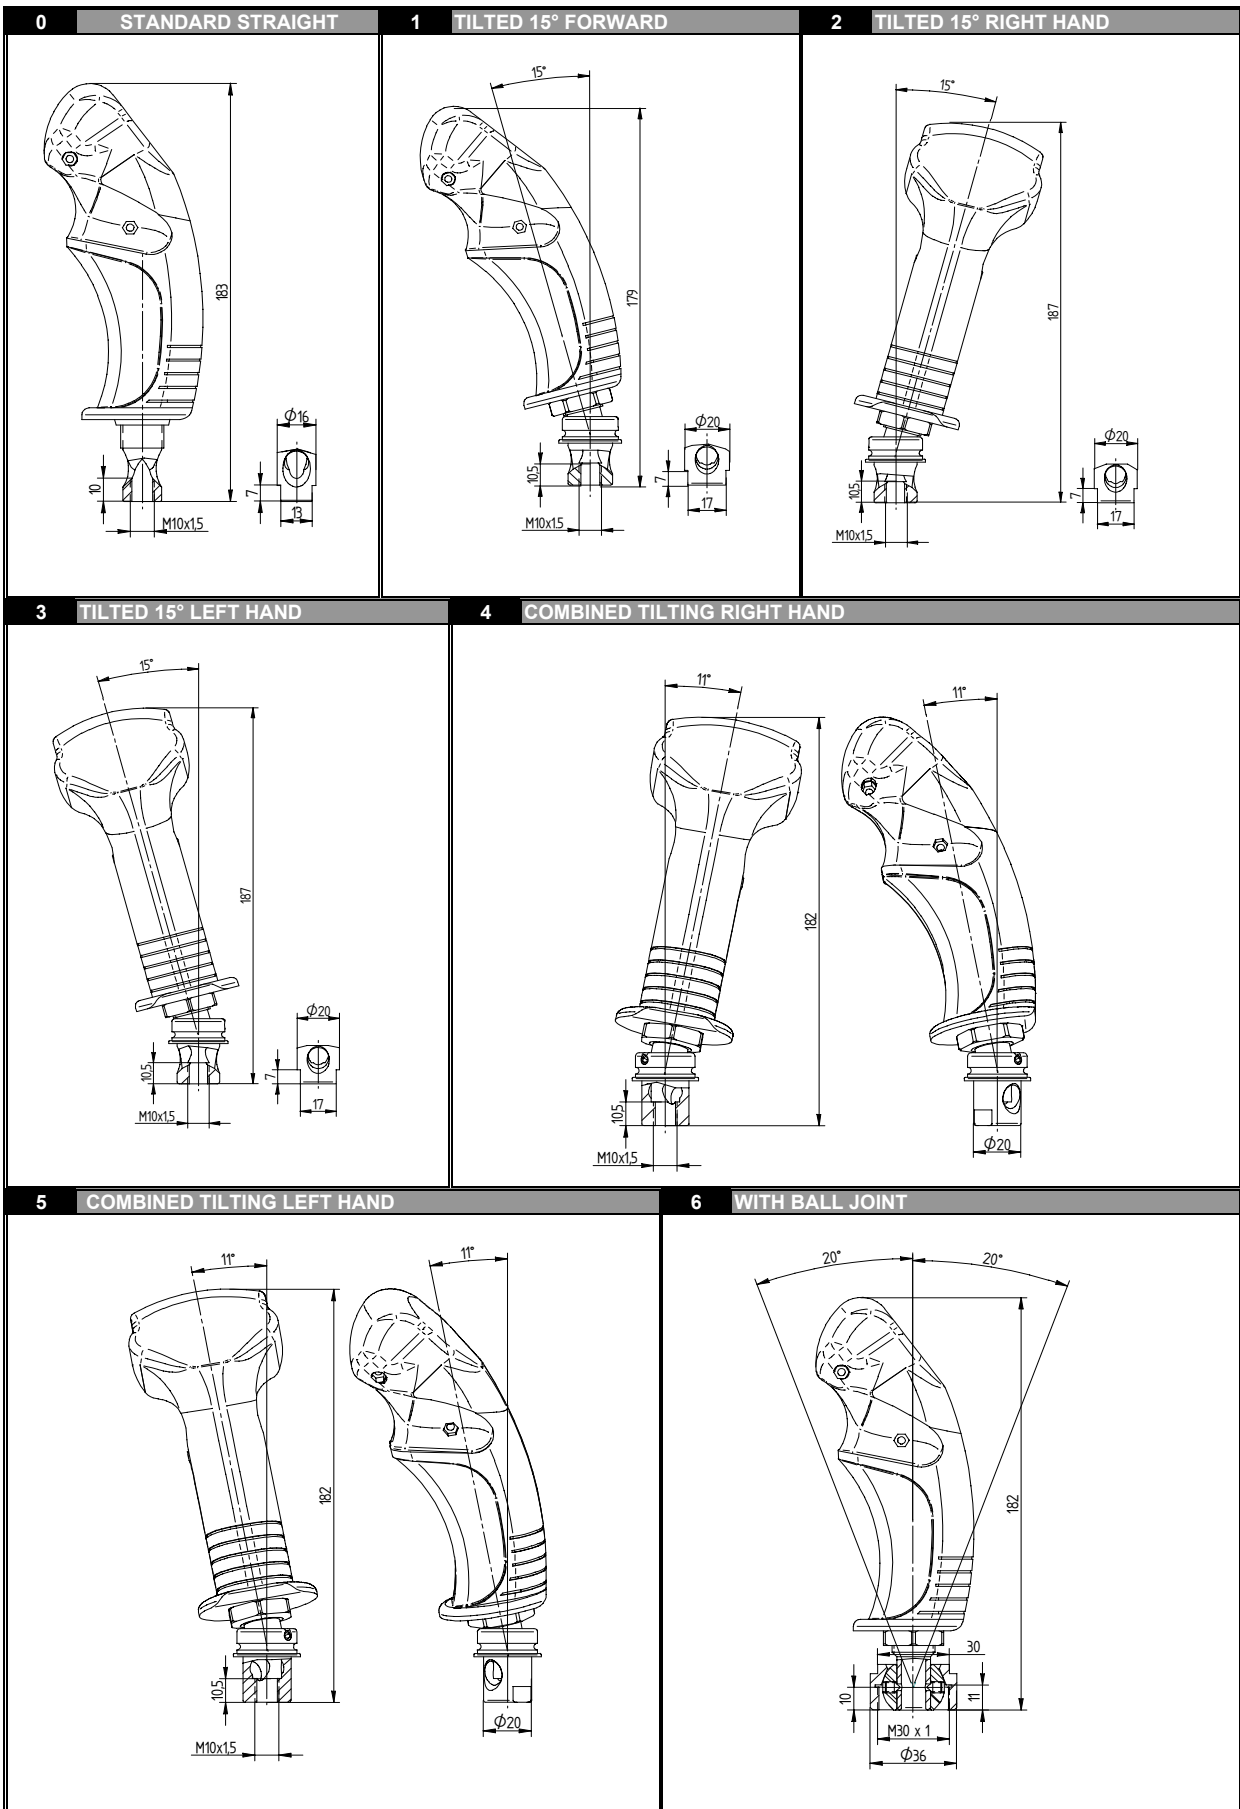 0 STANDARD STRAIGHT
183
Φ16
10
7
13
M10x1,5
1 TILTED 15° FORWARD
15°
179
Φ20
10,5
7
17
M10x1.5
2 TILTED 15° RIGHT HAND
15°
187
Φ20
10,5
7
17
M10x1,5
3 TILTED 15° LEFT HAND
15°
187
Φ20
10,5
7
17
M10x1,5
4 COMBINED TILTING RIGHT HAND
11°
11°
182
10,5
M10x1,5
Φ20
5 COMBINED TILTING LEFT HAND
11°
11°
182
10,5
M10x1,5
Φ20
6 WITH BALL JOINT
20°
20°
182
30
10
11
M30 x 1
Φ36